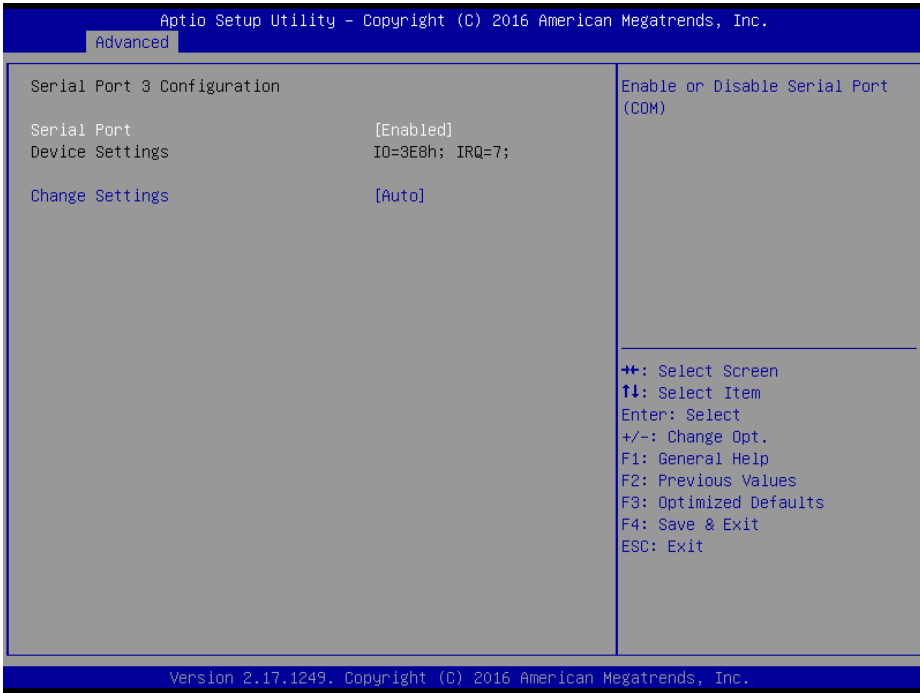 Aptio Setup Utility – Copyright (C) 2016 American Megatrends, Inc.
Advanced
Serial Port 3 Configuration
Serial Port [Enabled]
Device Settings IO=3E8h; IRQ=7;
Change Settings [Auto]
Enable or Disable Serial Port
(COM)
→←: Select Screen
↑↓: Select Item
Enter: Select
+/-: Change Opt.
F1: General Help
F2: Previous Values
F3: Optimized Defaults
F4: Save & Exit
ESC: Exit
Version 2.17.1249. Copyright (C) 2016 American Megatrends, Inc.